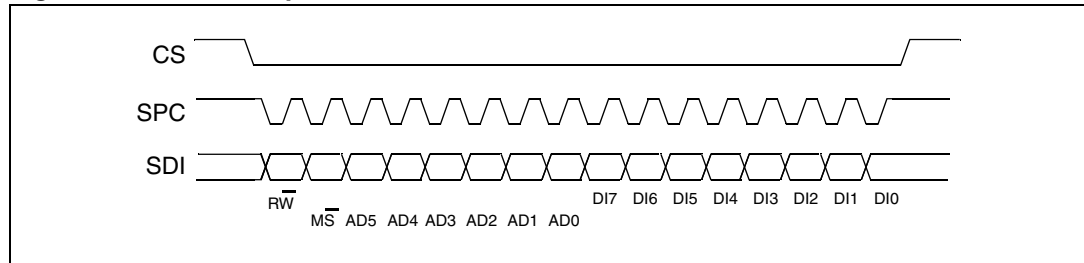 CS
SPC
SDI
RW̅ DI7 DI6 DI5 DI4 DI3 DI2 DI1 DI0
MS̅ AD5 AD4 AD3 AD2 AD1 AD0